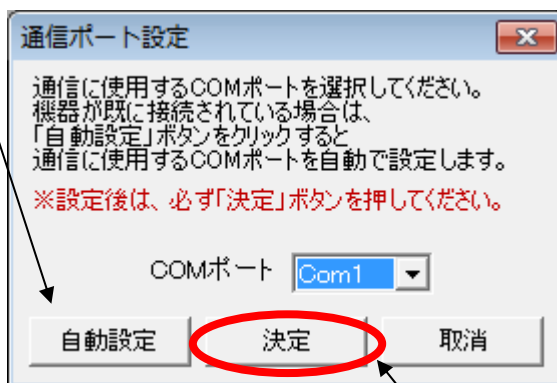 通信ポート設定
通信に使用するCOMポートを選択してください。
機器が既に接続されている場合は、
「自動設定」ボタンをクリックすると
通信に使用するCOMポートを自動で設定します。
※設定後は、必ず「決定」ボタンを押してください。
COMポート Com1
自動設定 決定 取消